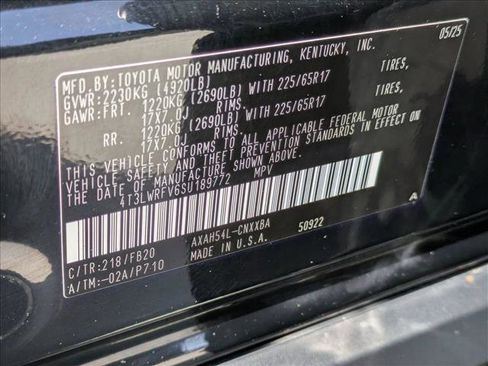 MFD.BY:TOYOTA MOTOR MANUFACTURING, KENTUCKY, INC. 05/25
GVWR:2230KG (4920LB)
GAWR:FRT. 1220KG (2690LB) WITH 225/65R17 TIRES,
17X7.0J RIMS.
RR. 1220KG (2690LB) WITH 225/65R17 TIRES,
17X7.0J RIMS.
THIS VEHICLE CONFORMS TO ALL APPLICABLE FEDERAL MOTOR
VEHICLE SAFETY AND THEFT PREVENTION STANDARDS IN EFFECT
ON THE DATE OF MANUFACTURE SHOWN ABOVE.
4T3LWRFV6SU189772 MPV
A
C/TR:218/FB20 AXAH54L-CNXXBA 50922
A/TM:-02A/P710 MADE IN U.S.A.